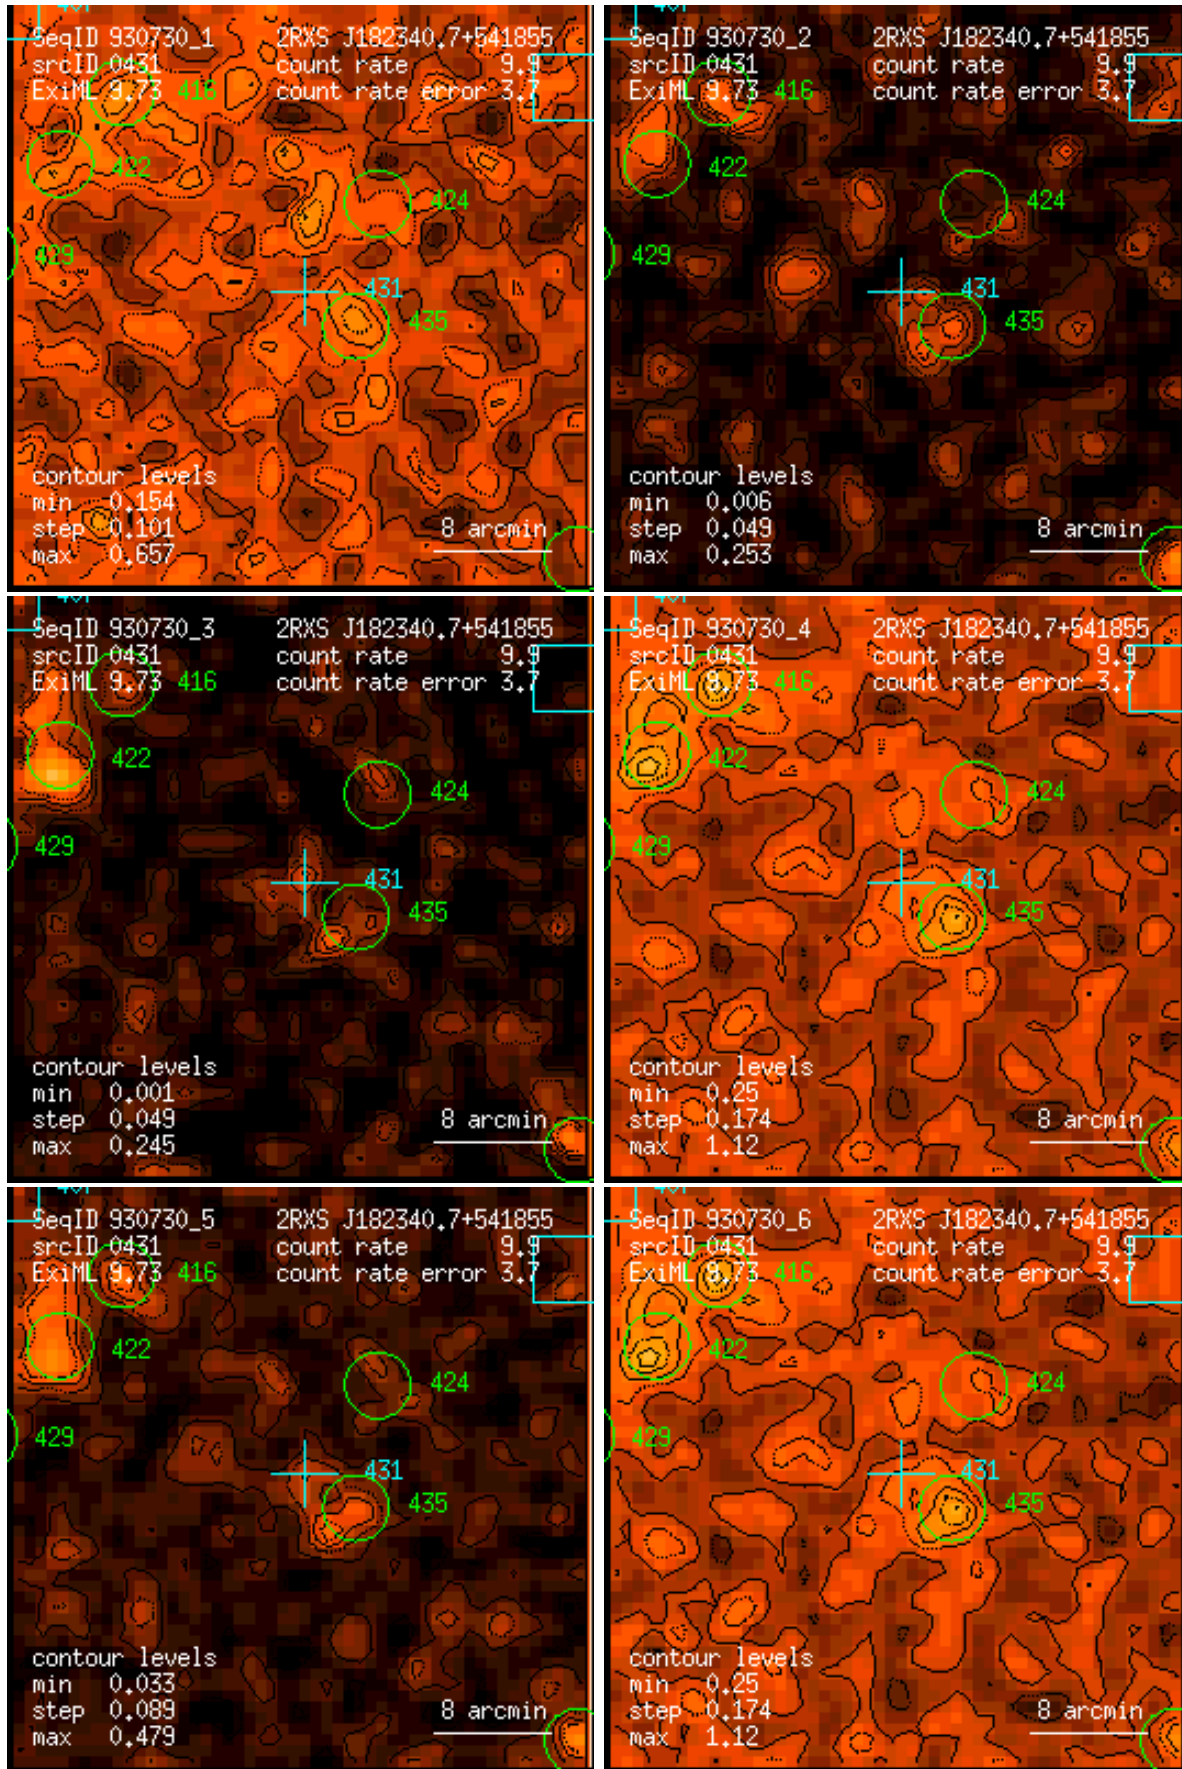 SeqID 930730_1 2RXS J182340.7+541855
srcID 0431 count rate 9.9
ExiML 9.73 416 count rate error 3.7
422
424
429
431
435
contour levels
min 0.154
step 0.101 8 arcmin
max 0.657
SeqID 930730_2 2RXS J182340.7+541855
srcID 0431 count rate 9.9
ExiML 9.73 416 count rate error 3.7
422
424
429
431
435
contour levels
min 0.006
step 0.049 8 arcmin
max 0.253
SeqID 930730_3 2RXS J182340.7+541855
srcID 0431 count rate 9.9
ExiML 9.73 416 count rate error 3.7
422
424
429
431
435
contour levels
min 0.001
step 0.049 8 arcmin
max 0.245
SeqID 930730_4 2RXS J182340.7+541855
srcID 0431 count rate 9.9
ExiML 9.73 416 count rate error 3.7
422
424
429
431
435
contour levels
min 0.25
step 0.174 8 arcmin
max 1.12
SeqID 930730_5 2RXS J182340.7+541855
srcID 0431 count rate 9.9
ExiML 9.73 416 count rate error 3.7
422
424
429
431
435
contour levels
min 0.033
step 0.089 8 arcmin
max 0.479
SeqID 930730_6 2RXS J182340.7+541855
srcID 0431 count rate 9.9
ExiML 9.73 416 count rate error 3.7
422
424
429
431
435
contour levels
min 0.25
step 0.174 8 arcmin
max 1.12